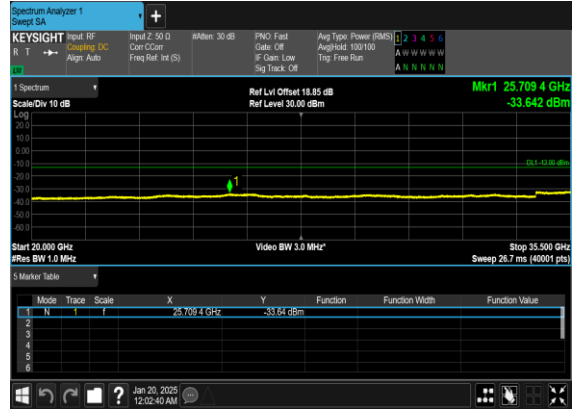 Spectrum Analyzer 1
Swept SA
+
KEYSIGHT Input: RF Input Z: 50 Ω #Atten: 30 dB PNO: Fast Avg Type: Power (RMS) 1 2 3 4 5 6
R T Coupling: DC Corr CCorr Gate: Off Avg|Hold: 100/100 A W W W W W
Align: Auto Freq Ref: Int (S) IF Gain: Low Trig: Free Run
Sig Track: Off A N N N N N
1 Spectrum Ref Lvl Offset 18.85 dB Mkr1 25.709 4 GHz
Scale/Div 10 dB Ref Level 30.00 dBm -33.642 dBm
Log
20.0
10.0
0.00
-10.0
DL1 -13.00 dBm
-20.0
1
-30.0
-40.0
-50.0
-60.0
Start 20.000 GHz Video BW 3.0 MHz* Stop 35.500 GHz
#Res BW 1.0 MHz Sweep 26.7 ms (40001 pts)
5 Marker Table
Mode Trace Scale X Y Function Function Width Function Value
1 N 1 f 25.709 4 GHz -33.64 dBm
2
3
4
5
6
? Jan 20, 2025
12:02:40 AM